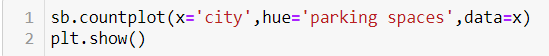 1 sb.countplot(x='city',hue='parking spaces',data=x)
2 plt.show()